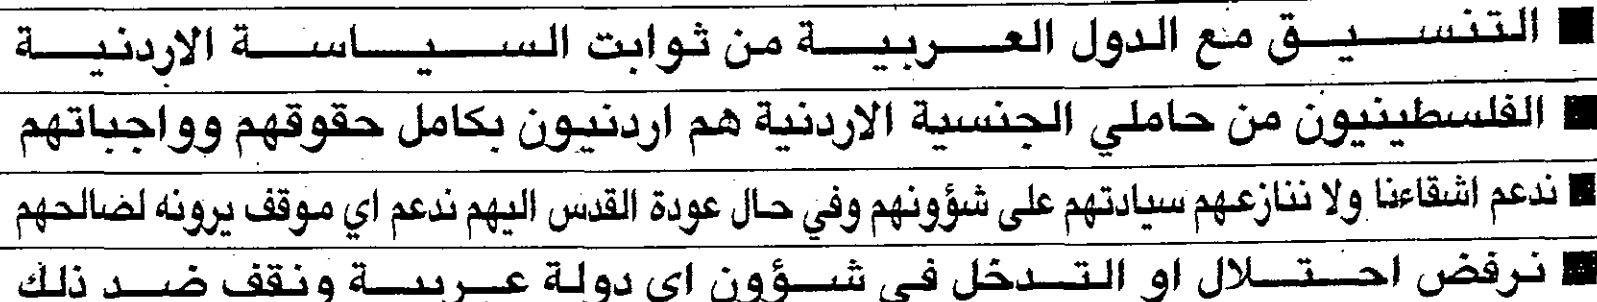 ■ التنسيق مع الدول العربية من ثوابت السياسة الاردنية
■ الفلسطينيون من حاملي الجنسية الاردنية هم اردنيون بكامل حقوقهم وواجباتهم
■ ندعم اشقاءنا ولا ننازعهم سيادتهم على شؤونهم وفي حال عودة القدس اليهم ندعم اي موقف يرونه لصالحهم
■ نرفض احتلال او التدخل في شؤون اي دولة عربية ونقف ضد ذلك